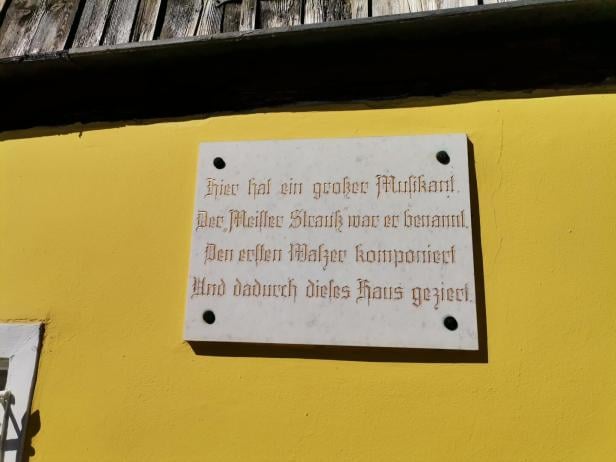 Hier hat ein großer Musikant.
Der „Meister Strauß" war er benannt.
Den ersten Walzer komponiert
Und dadurch dieses Haus geziert.